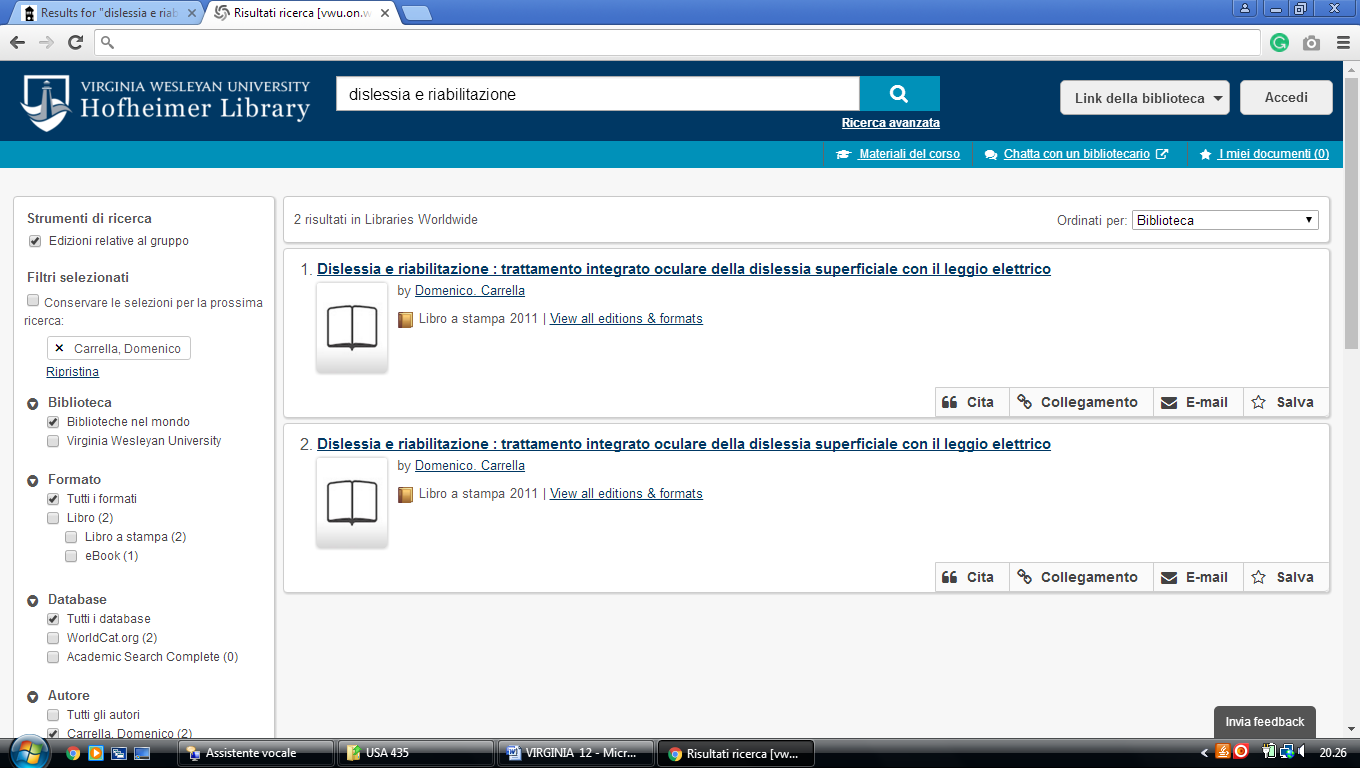 Results for "dislessia e riab
Risultati ricerca [vwu.on.w
VIRGINIA WESLEYAN UNIVERSITY
Hofheimer Library
dislessia e riabilitazione
Ricerca avanzata
Link della biblioteca
Accedi
Materiali del corso
Chatta con un bibliotecario
I miei documenti (0)
Strumenti di ricerca
Edizioni relative al gruppo
Filtri selezionati
Conservare le selezioni per la prossima
ricerca:
× Carrella, Domenico
Ripristina
Biblioteca
Biblioteche nel mondo
Virginia Wesleyan University
Formato
Tutti i formati
Libro (2)
Libro a stampa (2)
eBook (1)
Database
Tutti i database
WorldCat.org (2)
Academic Search Complete (0)
Autore
Tutti gli autori
Carrella, Domenico (2)
2 risultati in Libraries Worldwide
Ordinati per: Biblioteca
1. Dislessia e riabilitazione : trattamento integrato oculare della dislessia superficiale con il leggio elettrico
by Domenico. Carrella
Libro a stampa 2011 | View all editions & formats
Cita Collegamento E-mail Salva
2. Dislessia e riabilitazione : trattamento integrato oculare della dislessia superficiale con il leggio elettrico
by Domenico. Carrella
Libro a stampa 2011 | View all editions & formats
Cita Collegamento E-mail Salva
Invia feedback
Assistente vocale
USA 435
VIRGINIA 12 - Micr...
Risultati ricerca [vw...
20.26